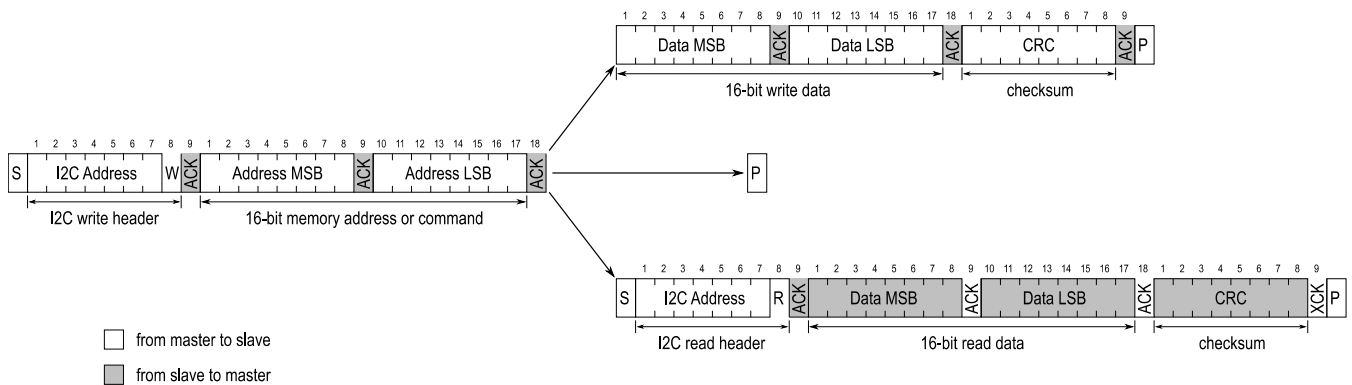 1 2 3 4 5 6 7 8 9 10 11 12 13 14 15 16 17 18 1 2 3 4 5 6 7 8 9
Data MSB ACK Data LSB ACK CRC ACK P
16-bit write data checksum
1 2 3 4 5 6 7 8 9 1 2 3 4 5 6 7 8 9 10 11 12 13 14 15 16 17 18
S I2C Address W ACK Address MSB ACK Address LSB ACK P
I2C write header 16-bit memory address or command
1 2 3 4 5 6 7 8 9 1 2 3 4 5 6 7 8 9 10 11 12 13 14 15 16 17 18 1 2 3 4 5 6 7 8 9
S I2C Address R ACK Data MSB ACK Data LSB ACK CRC XCK P
I2C read header 16-bit read data checksum
from master to slave
from slave to master